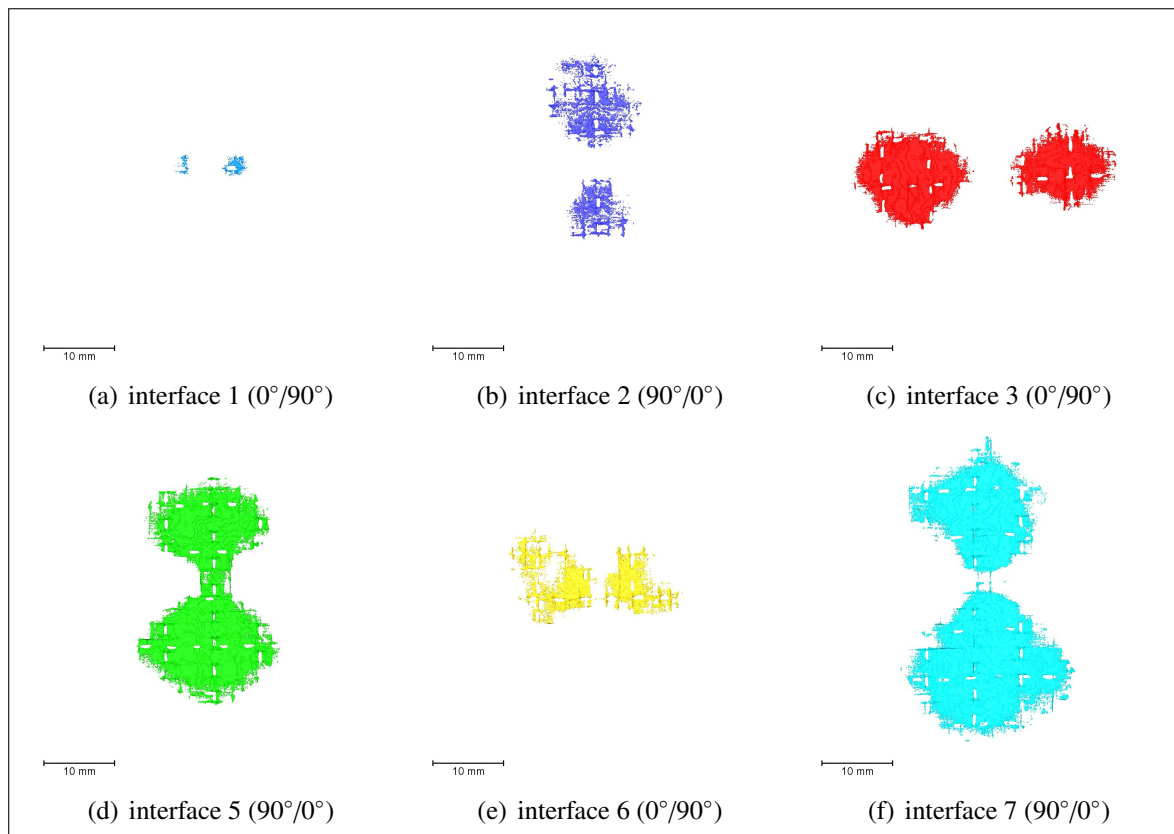 10 mm
10 mm
10 mm
(a) interface 1 (0°/90°)
(b) interface 2 (90°/0°)
(c) interface 3 (0°/90°)
10 mm
10 mm
10 mm
(d) interface 5 (90°/0°)
(e) interface 6 (0°/90°)
(f) interface 7 (90°/0°)